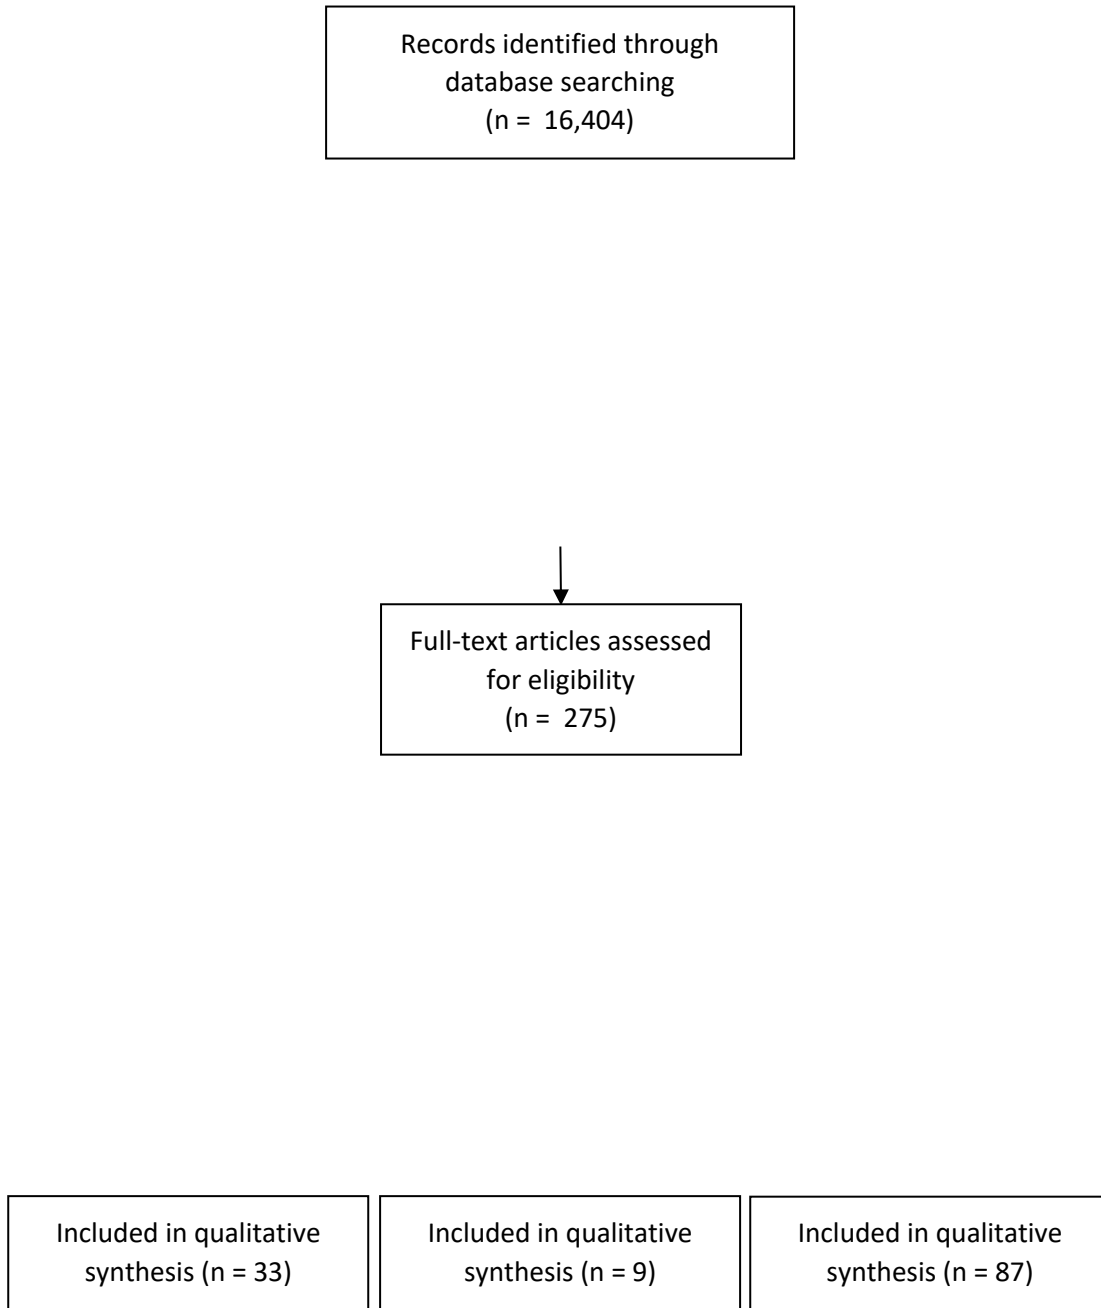 Records identified through
database searching
(n =  16,404)
Full-text articles assessed
for eligibility
(n =  275)
Included in qualitative
synthesis (n = 33)
Included in qualitative
synthesis (n = 9)
Included in qualitative
synthesis (n = 87)